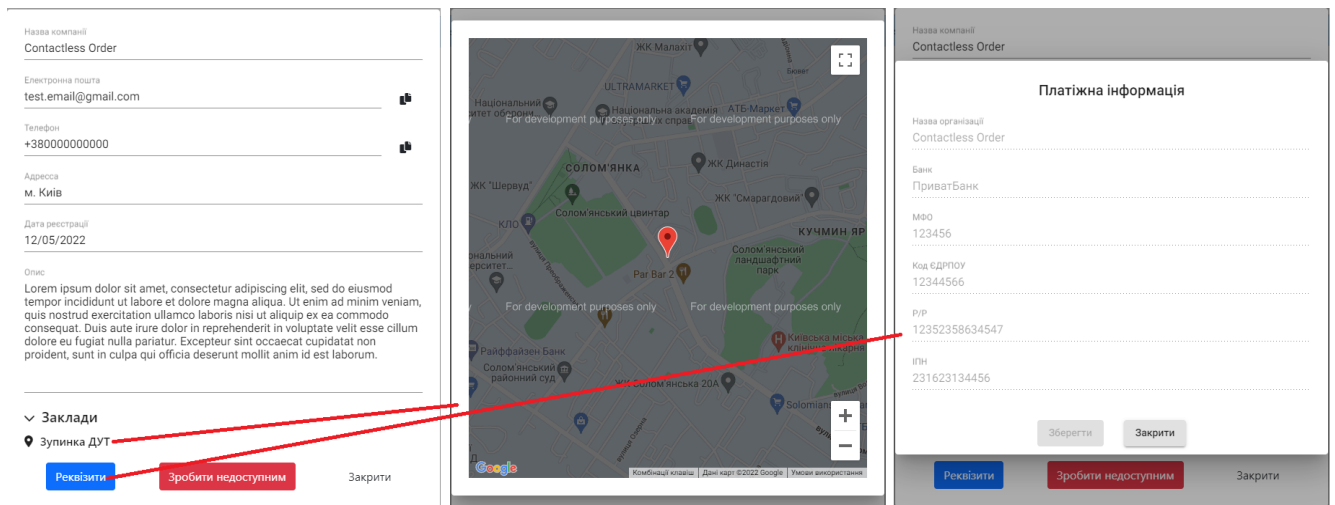 Назва компанії
Contactless Order
Електронна пошта
test.email@gmail.com
Телефон
+380000000000
Адресса
м. Київ
Дата реєстрації
12/05/2022
Опис
Lorem ipsum dolor sit amet, consectetur adipiscing elit, sed do eiusmod
tempor incididunt ut labore et dolore magna aliqua. Ut enim ad minim veniam,
quis nostrud exercitation ullamco laboris nisi ut aliquip ex ea commodo
consequat. Duis aute irure dolor in reprehenderit in voluptate velit esse cillum
dolore eu fugiat nulla pariatur. Excepteur sint occaecat cupidatat non
proident, sunt in culpa qui officia deserunt mollit anim id est laborum.
Заклади
Зупинка ДУТ
Реквізити
Зробити недоступним
Закрити
ЖК Малахіт
Бювет
ULTRAMARKET
Національний
Національна академія
АТБ-Маркет
For development purposes only
For development purposes only
СОЛОМ'ЯНКА
ЖК Династія
ЖК "Шервуд"
ЖК "Смарагдовий"
Солом'янський цвинтар
КЛО
КУЧМИН ЯР
Солом'янський
ландшафтний
парк
Par Bar 2
For development purposes only
For development purposes only
Київська міська
клінічна лікарня
Райффайзен Банк
Солом'янський
районний суд
ЖК Солом'янська 20А
Google
Комбінації клавіш
Дані карт ©2022 Google
Умови використання
Назва компанії
Contactless Order
Платіжна інформація
Назва організації
Contactless Order
Банк
ПриватБанк
МФО
123456
Код ЄДРПОУ
12344566
Р/Р
12352358634547
ІПН
231623134456
Зберегти
Закрити
Реквізити
Зробити недоступним
Закрити